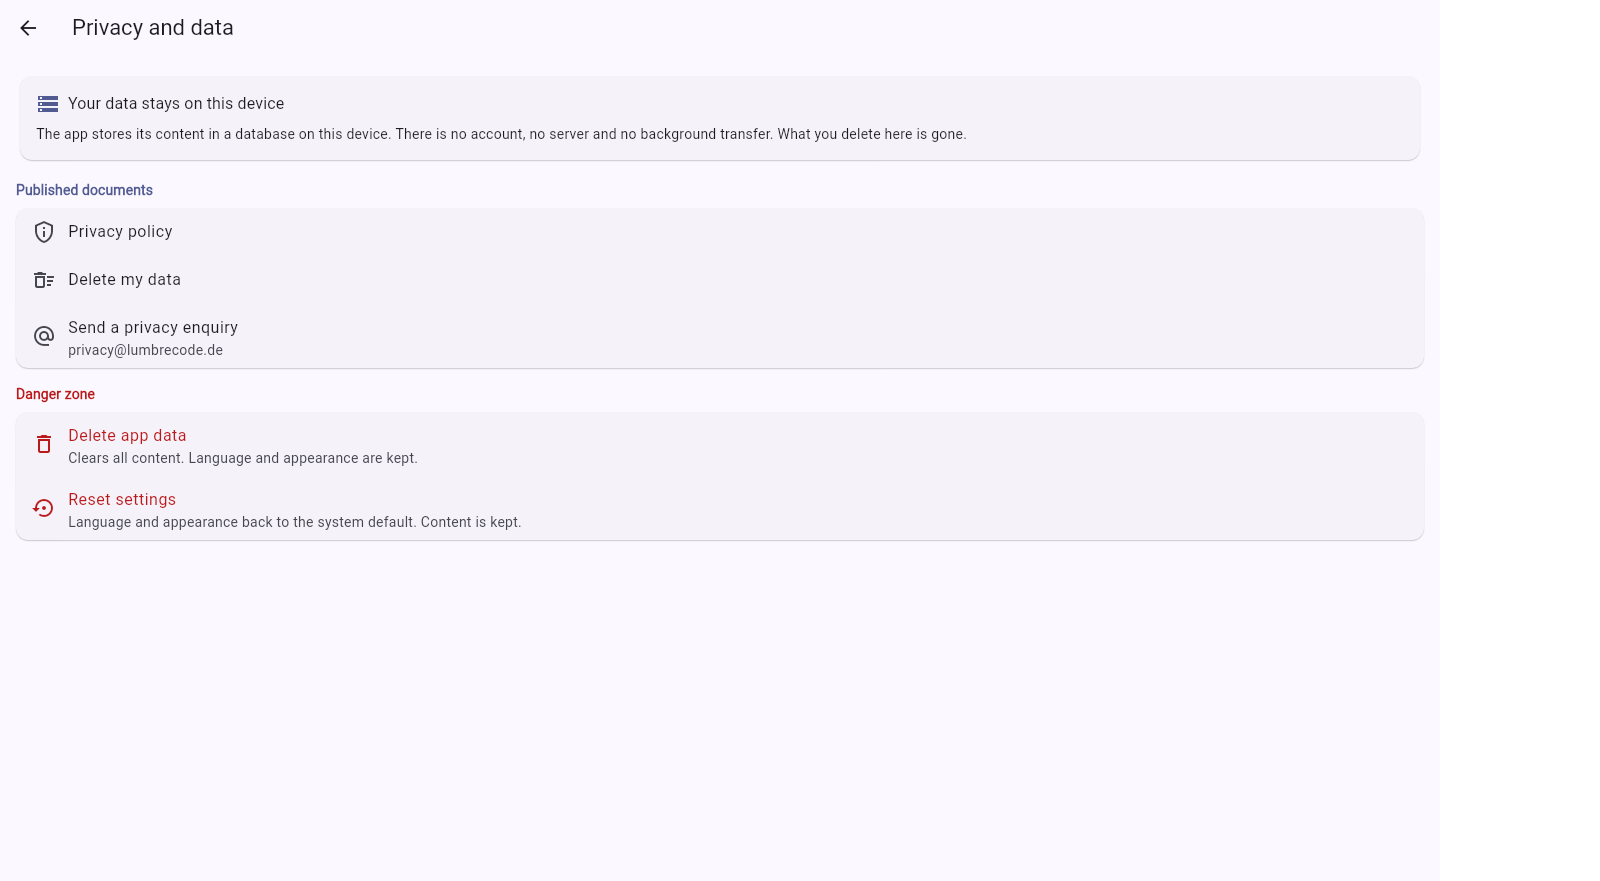 Privacy and data
Your data stays on this device
The app stores its content in a database on this device. There is no account, no server and no background transfer. What you delete here is gone.
Published documents
Privacy policy
Delete my data
Send a privacy enquiry
privacy@lumbrecode.de
Danger zone
Delete app data
Clears all content. Language and appearance are kept.
Reset settings
Language and appearance back to the system default. Content is kept.